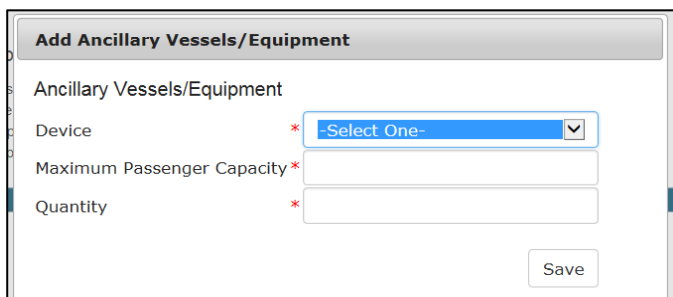 Add Ancillary Vessels/Equipment
Ancillary Vessels/Equipment
Device * -Select One-
Maximum Passenger Capacity *
Quantity *
Save